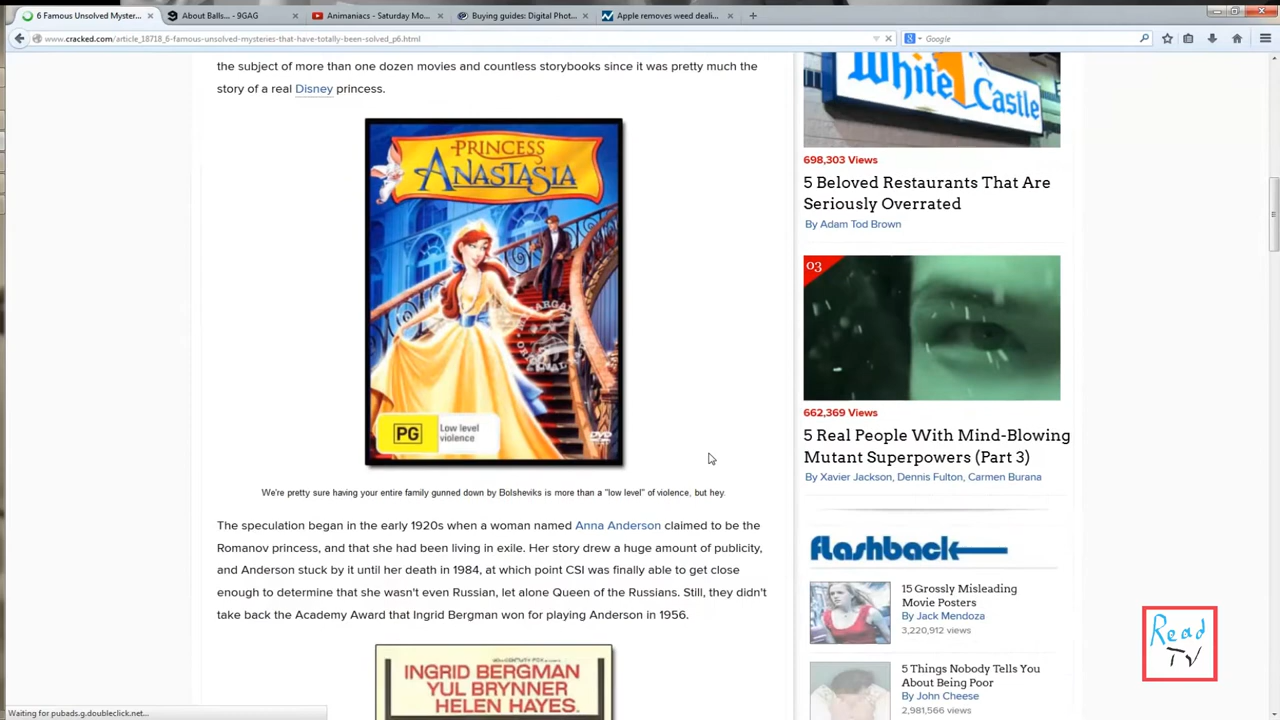 6 Famous Unsolved Myster...
About Balls... - 9GAG
Animaniacs - Saturday Mo...
Buying guides: Digital Phot...
Apple removes weed deali...
www.cracked.com/article_18718_6-famous-unsolved-mysteries-that-have-totally-been-solved_p6.html
Google
the subject of more than one dozen movies and countless storybooks since it was pretty much the
story of a real Disney princess.
PRINCESS
ANASTASIA
PG
Low level
violence
DVD
We're pretty sure having your entire family gunned down by Bolsheviks is more than a "low level" of violence, but hey.
The speculation began in the early 1920s when a woman named Anna Anderson claimed to be the
Romanov princess, and that she had been living in exile. Her story drew a huge amount of publicity,
and Anderson stuck by it until her death in 1984, at which point CSI was finally able to get close
enough to determine that she wasn't even Russian, let alone Queen of the Russians. Still, they didn't
take back the Academy Award that Ingrid Bergman won for playing Anderson in 1956.
INGRID BERGMAN
YUL BRYNNER
HELEN HAYES.
White
Castle
698,303 Views
5 Beloved Restaurants That Are
Seriously Overrated
By Adam Tod Brown
03
662,369 Views
5 Real People With Mind-Blowing
Mutant Superpowers (Part 3)
By Xavier Jackson, Dennis Fulton, Carmen Burana
flashback
15 Grossly Misleading
Movie Posters
By Jack Mendoza
3,220,912 views
5 Things Nobody Tells You
About Being Poor
By John Cheese
2,981,566 views
Read
TV
Waiting for pubads.g.doubleclick.net...